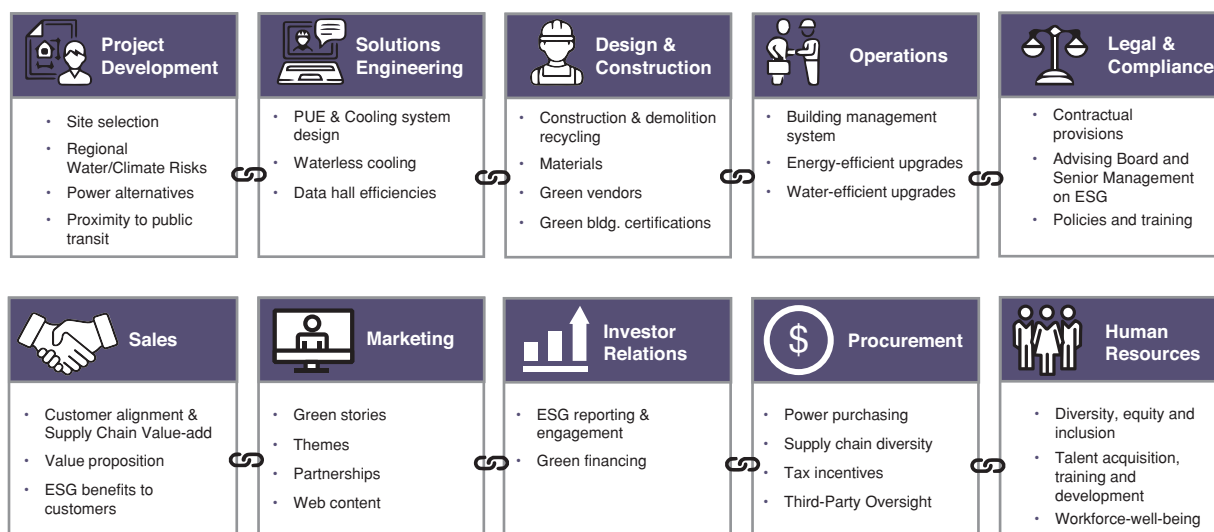 Project
Development
• Site selection
• Regional
Water/Climate Risks
• Power alternatives
• Proximity to public
transit
Solutions
Engineering
• PUE & Cooling system
design
• Waterless cooling
• Data hall efficiencies
Design &
Construction
• Construction & demolition
recycling
• Materials
• Green vendors
• Green bldg. certifications
Operations
• Building management
system
• Energy-efficient upgrades
• Water-efficient upgrades
Legal &
Compliance
• Contractual
provisions
• Advising Board and
Senior Management
on ESG
• Policies and training
Sales
• Customer alignment &
Supply Chain Value-add
• Value proposition
• ESG benefits to
customers
Marketing
• Green stories
• Themes
• Partnerships
• Web content
Investor
Relations
• ESG reporting &
engagement
• Green financing
$
Procurement
• Power purchasing
• Supply chain diversity
• Tax incentives
• Third-Party Oversight
Human
Resources
• Diversity, equity and
inclusion
• Talent acquisition,
training and
development
• Workforce-well-being